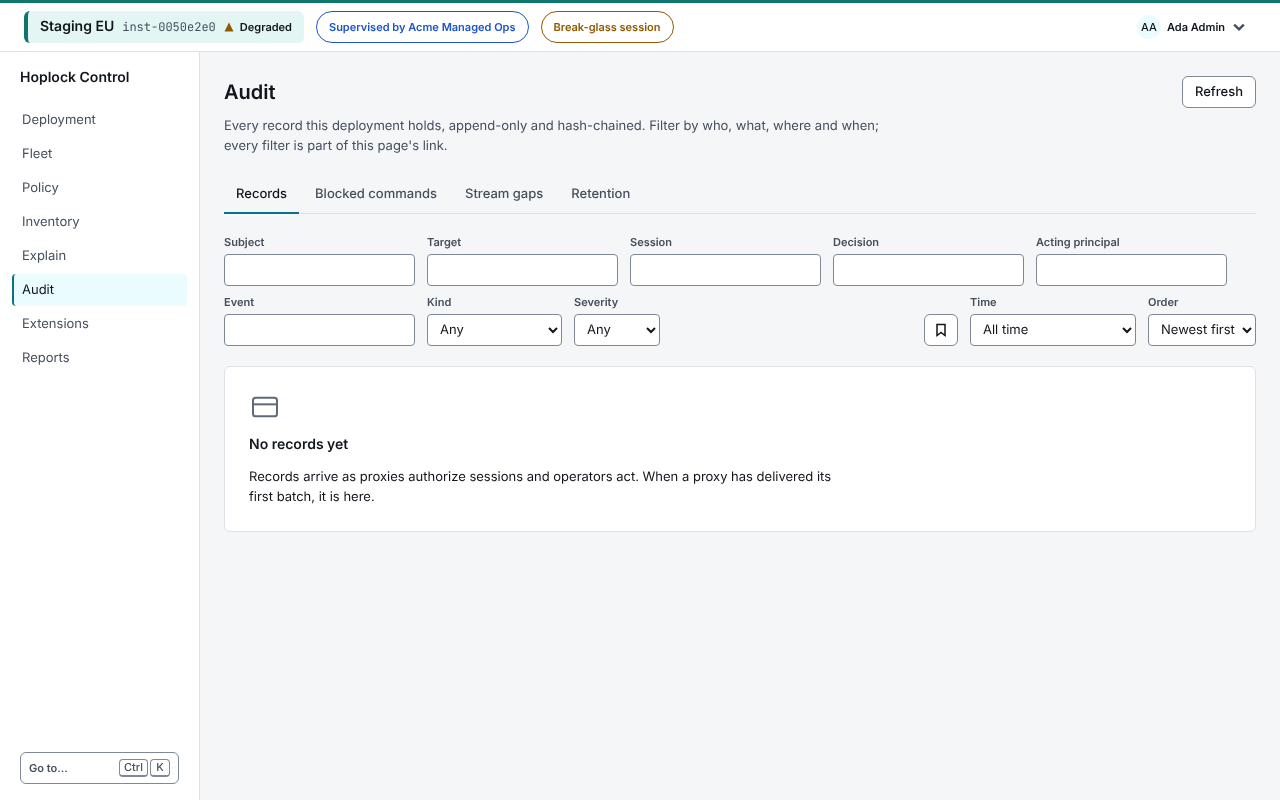 Staging EU inst-0050e2e0 Degraded Supervised by Acme Managed Ops Break-glass session AA Ada Admin
Hoplock Control
Deployment
Fleet
Policy
Inventory
Explain
Audit
Extensions
Reports
Go to... Ctrl K
Audit
Refresh
Every record this deployment holds, append-only and hash-chained. Filter by who, what, where and when;
every filter is part of this page's link.
Records Blocked commands Stream gaps Retention
Subject Target Session Decision Acting principal
Event Kind Severity Time Order
Any Any All time Newest first
No records yet
Records arrive as proxies authorize sessions and operators act. When a proxy has delivered its
first batch, it is here.